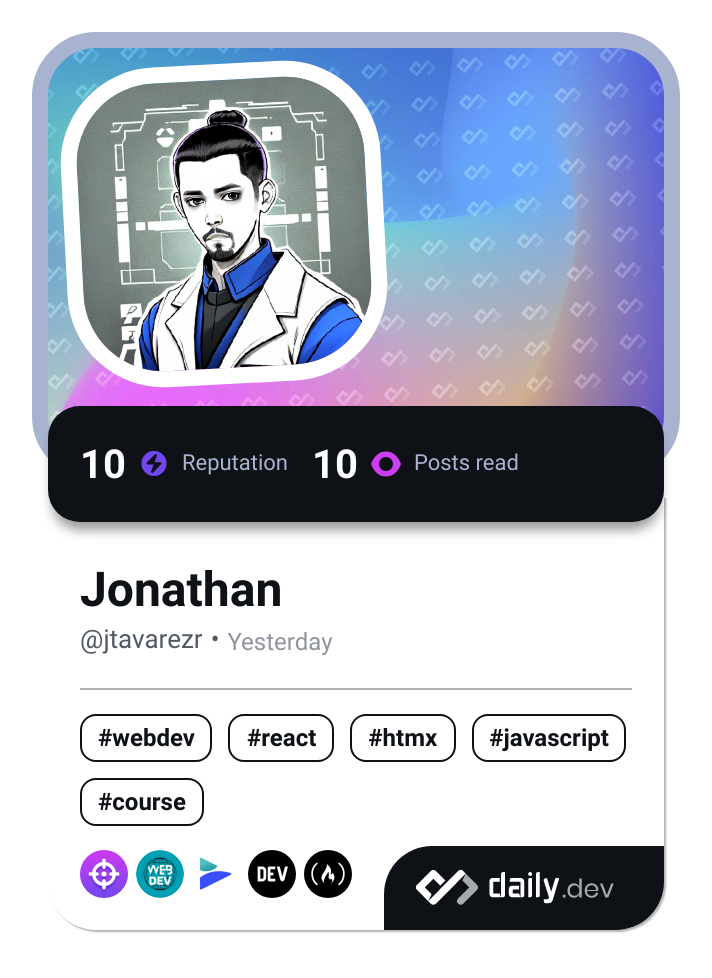 10 Reputation 10 Posts read
Jonathan
@jtavarezr • Yesterday
#webdev #react #htmx #javascript
#course
WEB
DEV
DEV
daily.dev